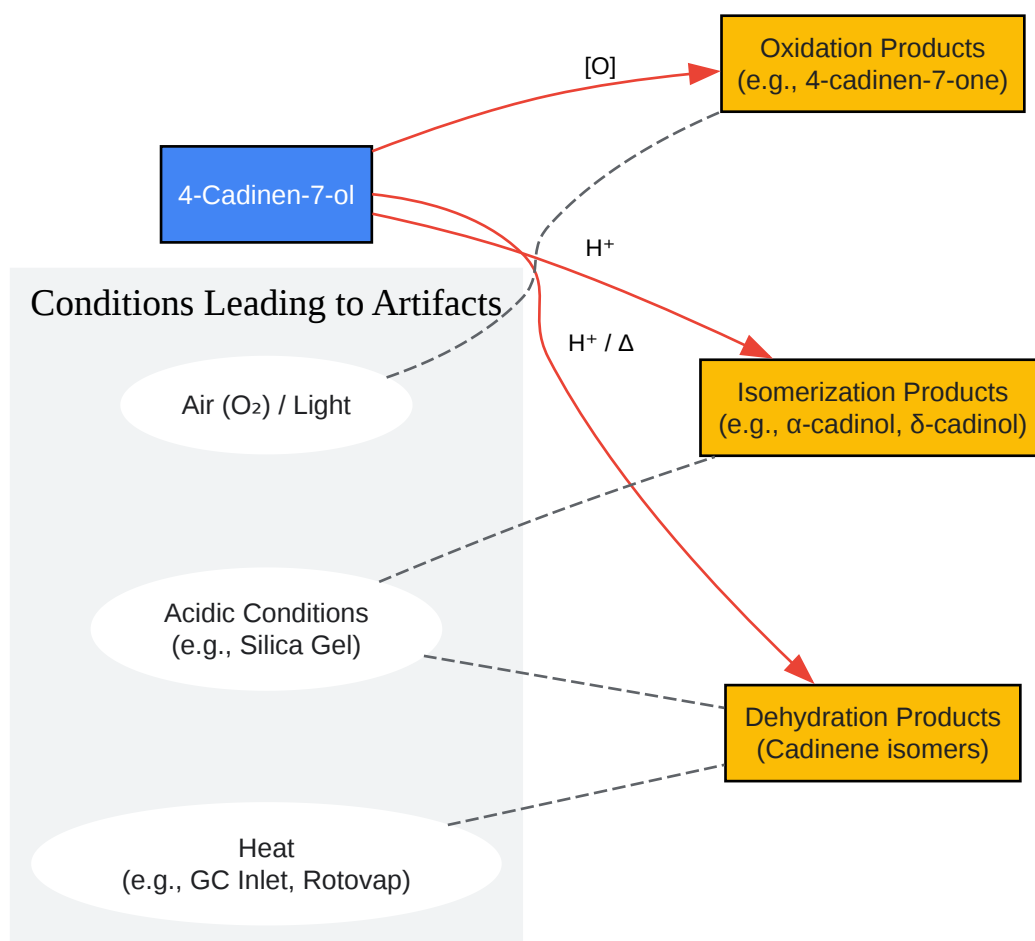 Oxidation Products
(e.g., 4-cadinen-7-one)
[O]
4-Cadinen-7-ol
H⁺
Conditions Leading to Artifacts
H⁺ / Δ
Air (O₂) / Light
Isomerization Products
(e.g., α-cadinol, δ-cadinol)
Acidic Conditions
(e.g., Silica Gel)
Dehydration Products
(Cadinene isomers)
Heat
(e.g., GC Inlet, Rotovap)